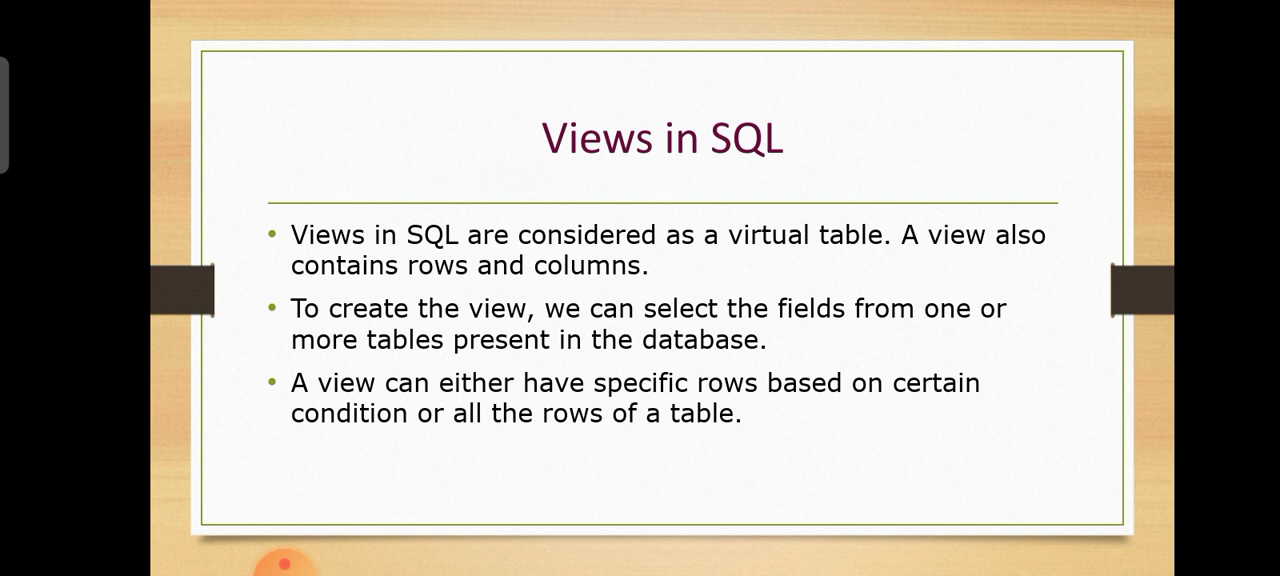 Views in SQL
• Views in SQL are considered as a virtual table. A view also
contains rows and columns.
• To create the view, we can select the fields from one or
more tables present in the database.
• A view can either have specific rows based on certain
condition or all the rows of a table.